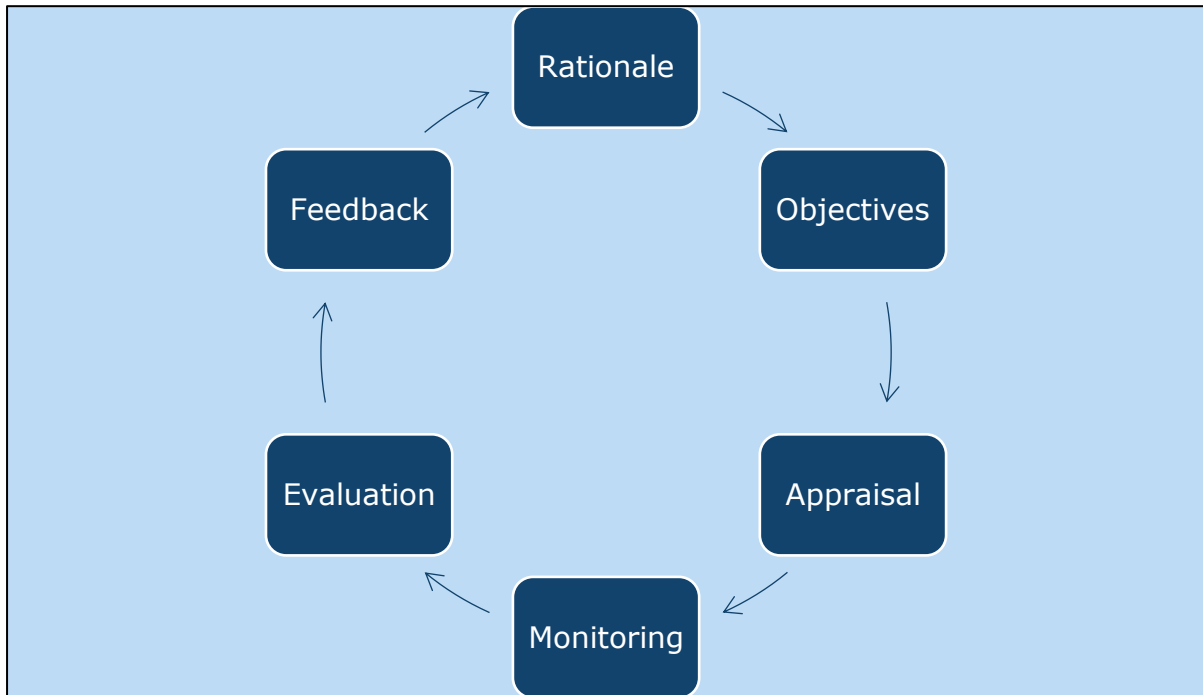 Rationale
Objectives
Appraisal
Monitoring
Evaluation
Feedback